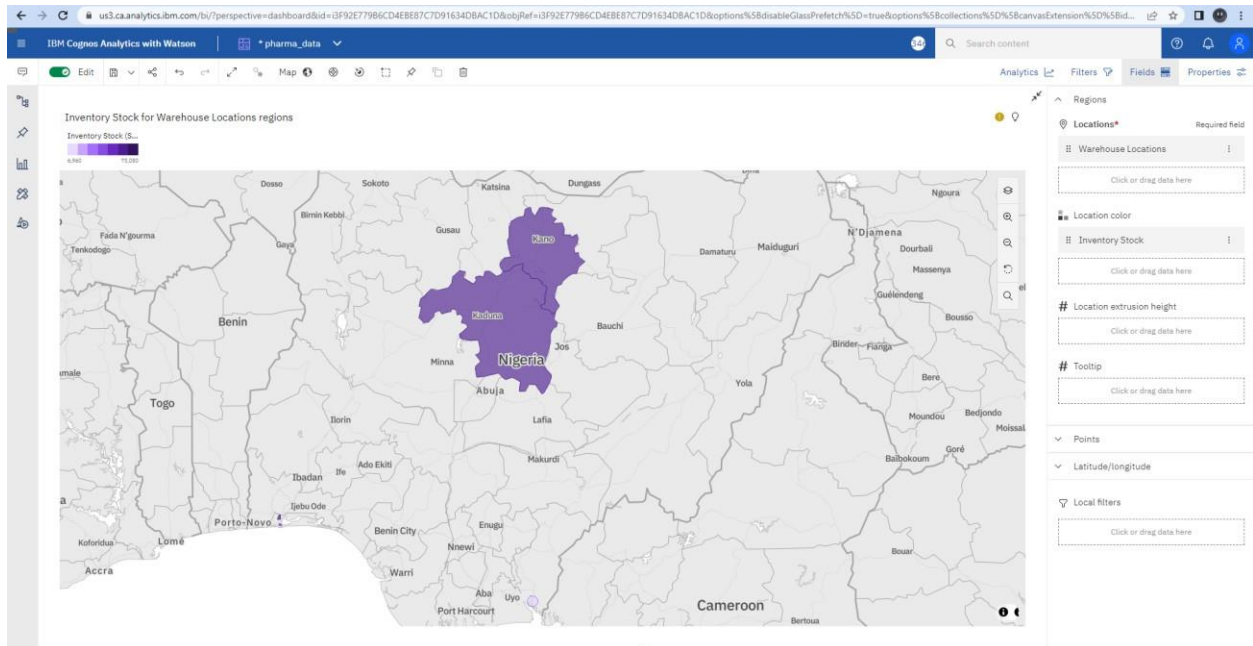 us3.ca.analytics.ibm.com/bi/?perspective=dashboard&id=i3F92E77986CD4EBE87C7D91634DBAC1D&objRef=i3F92E77986CD4EBE87C7D91634DBAC1D&options%5BdisableGlassPrefetch%5D=true&options%5Bcollections%5D%5BcanvasExtension%5D%5Bid...
IBM Cognos Analytics with Watson
* pharma_data
Search content
Edit
Map
Analytics
Filters
Fields
Properties
Inventory Stock for Warehouse Locations regions
Inventory Stock (S...
6,960
Regions
Locations*
Required field
Warehouse Locations
Click or drag data here
Location color
Inventory Stock
Click or drag data here
# Location extrusion height
Click or drag data here
# Tooltip
Click or drag data here
Points
Latitude/longitude
Local filters
Click or drag data here
Dosso
Sokoto
Katsina
Dungass
Ngoura
Birnin Kebbi
Fada N'gourma
Tenkodogo
Gaya
Gusau
Kano
N'Djamena
Damaturu
Maiduguri
Dourbali
Massenya
Guélendeng
Bousso
Kaduna
Benin
Bauchi
Jos
Minna
Nigeria
Binder
Fianga
Abuja
Yola
Bere
Togo
Ilorin
Lafia
Moundou
Bedjondo
Moissal
Goré
Baibokoum
Makurdi
Ado Ekiti
Ife
Ibadan
Ijebu Ode
Porto-Novo
Benin City
Enugu
Koforidua
Lomé
Nnewi
Bouar
Accra
Warri
Aba
Uyo
Port Harcourt
Cameroon
Bertoua